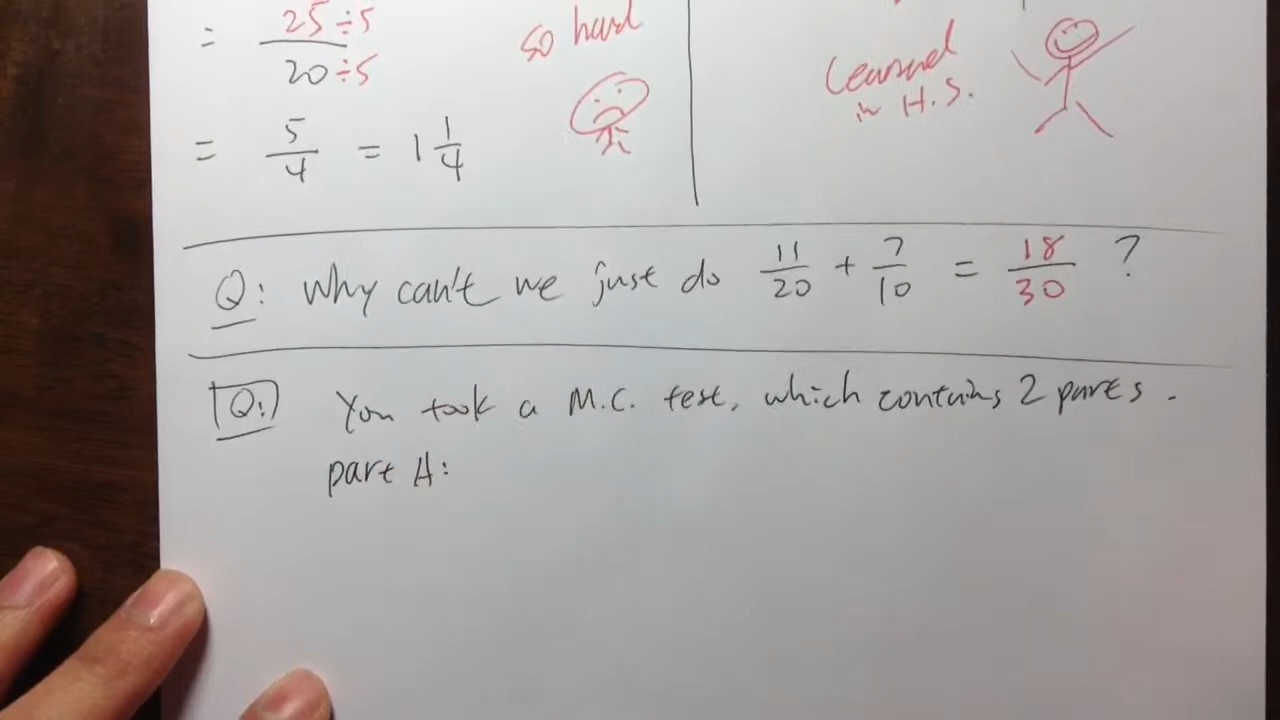 = 25÷5 / 20÷5
so hard
= 5/4 = 1 1/4
Learned
in H.S.
Q: Why can't we just do 11/20 + 7/10 = 18/30 ?
Q: You took a M.C. test, which contains 2 parts.
part A: